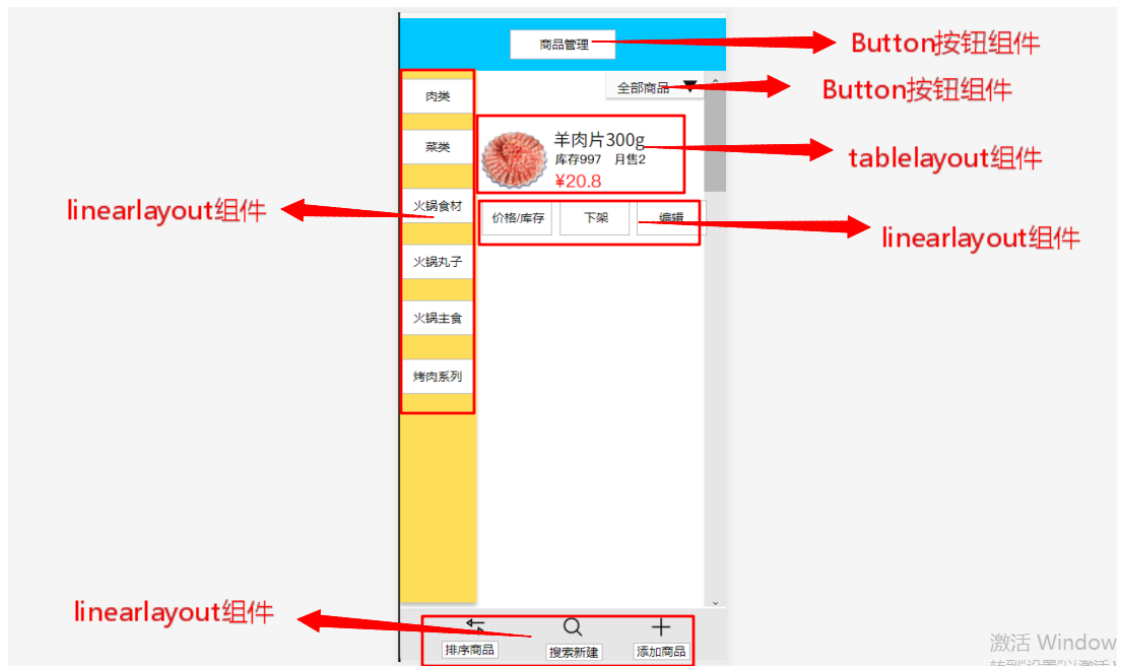 商品管理
Button按钮组件
全部商品
Button按钮组件
肉类
菜类
火锅食材
火锅丸子
火锅主食
烤肉系列
羊肉片300g
库存997 月售2
¥20.8
tablelayout组件
linearlayout组件
价格/库存
下架
编辑
linearlayout组件
linearlayout组件
排序商品
搜索新建
添加商品
激活 Window